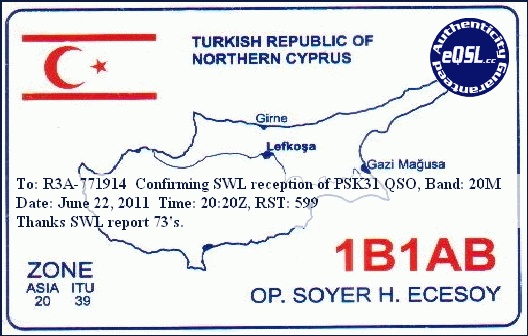 TURKISH REPUBLIC OF
NORTHERN CYPRUS
Authenticity
eQSL.cc
Guaranteed
Girne
Lefkoşa
Gazi Mağusa
To: R3A-771914 Confirming SWL reception of PSK31 QSO, Band: 20M
Date: June 22, 2011 Time: 20:20Z, RST: 599
Thanks SWL report 73's.
ZONE
ASIA ITU
20 39
1B1AB
OP. SOYER H. ECESOY